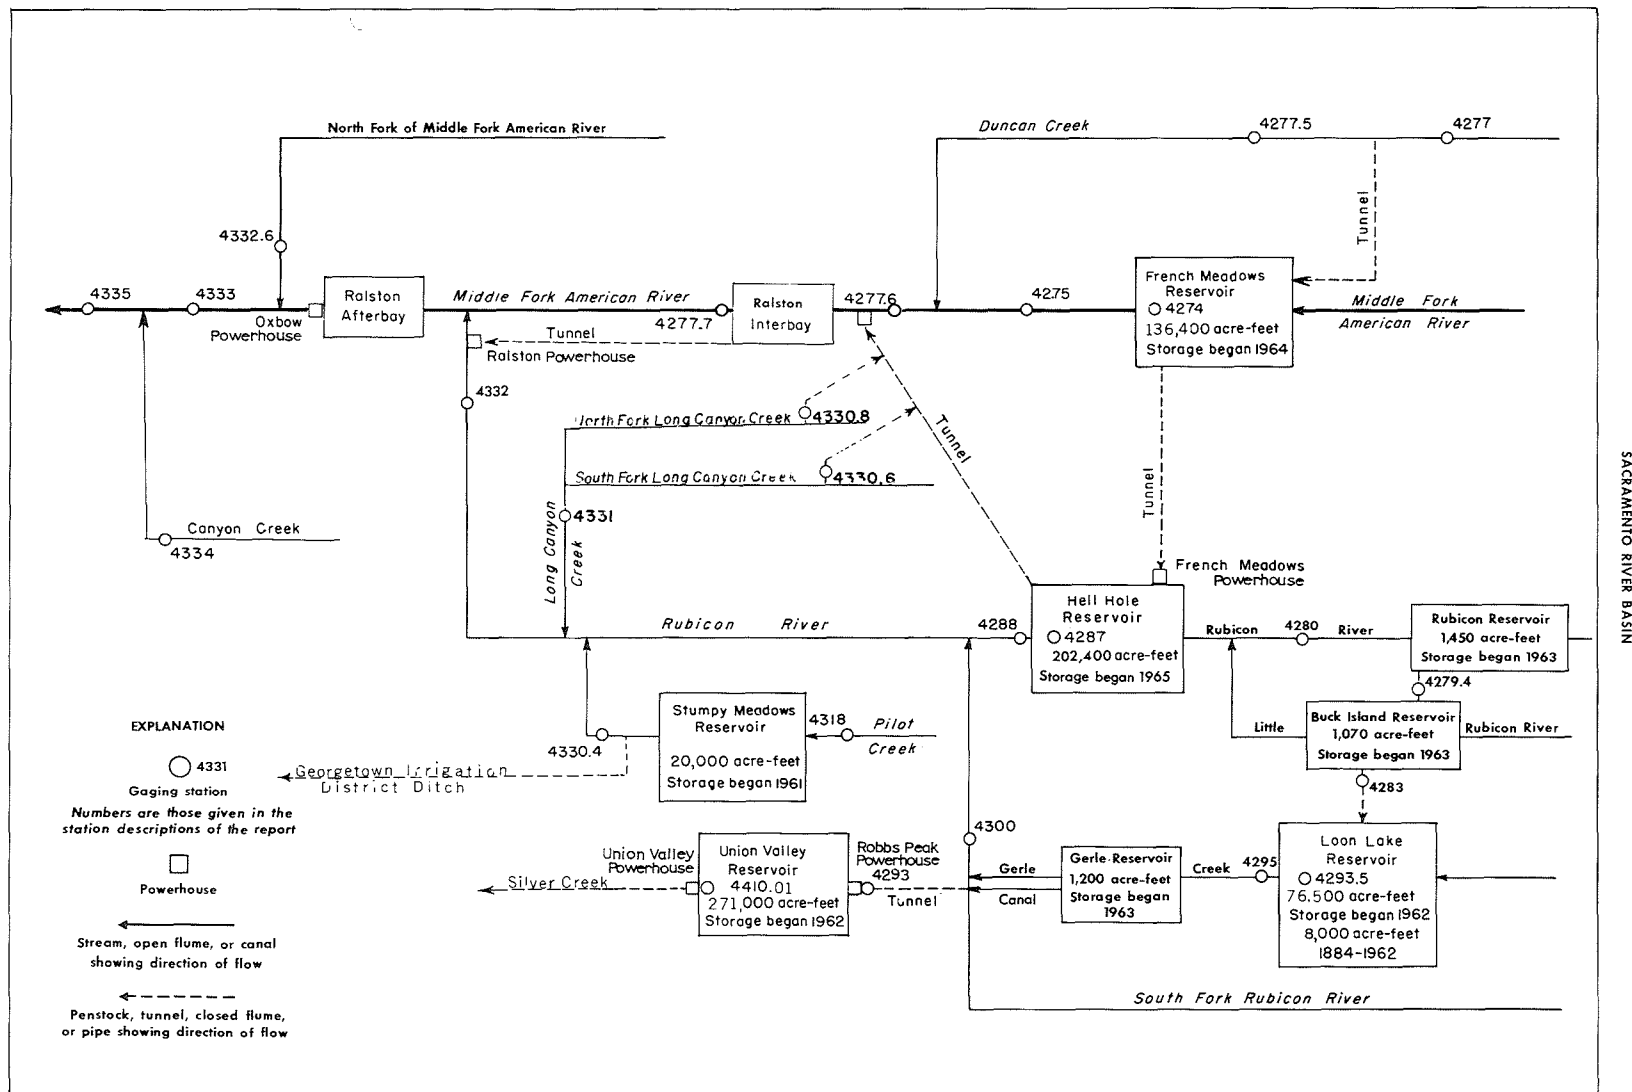 North Fork of Middle Fork American River
Duncan Creek
4277.5
4277
Tunnel
4332.6
4335
4333
Oxbow
Powerhouse
Ralston
Afterbay
Middle Fork American River
4277.7
Ralston
Interbay
4277.6
4275
French Meadows
Reservoir
4274
136,400 acre-feet
Storage began 1964
Middle Fork
American River
Tunnel
Ralston Powerhouse
4332
North Fork Long Canyon Creek
4330.8
South Fork Long Canyon Creek
4330.6
Tunnel
Tunnel
Long Canyon
Creek
4331
Canyon Creek
4334
French Meadows
Powerhouse
Hell Hole
Reservoir
4287
202,400 acre-feet
Storage began 1965
Rubicon River
4288
Rubicon
4280
River
Rubicon Reservoir
1,450 acre-feet
Storage began 1963
4279.4
Little
Buck Island Reservoir
1,070 acre-feet
Storage began 1963
Rubicon River
4283
Stumpy Meadows
Reservoir
20,000 acre-feet
Storage began 1961
4318
Pilot
Creek
4330.4
Georgetown Irrigation
District Ditch
4300
Union Valley
Powerhouse
Silver Creek
Union Valley
Reservoir
4410.01
271,000 acre-feet
Storage began 1962
Robbs Peak
Powerhouse
4293
Tunnel
Gerle
Canal
Gerle Reservoir
1,200 acre-feet
Storage began
1963
Creek
4295
Loon Lake
Reservoir
4293.5
76,500 acre-feet
Storage began 1962
8,000 acre-feet
1884-1962
South Fork Rubicon River
EXPLANATION
4331
Gaging station
Numbers are those given in the
station descriptions of the report
Powerhouse
Stream, open flume, or canal
showing direction of flow
Penstock, tunnel, closed flume,
or pipe showing direction of flow
SACRAMENTO RIVER BASIN